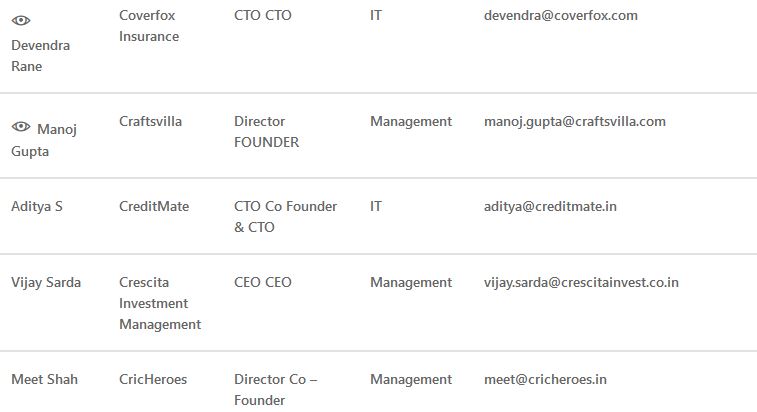 Devendra Rane Coverfox Insurance CTO CTO IT devendra@coverfox.com
Manoj Gupta Craftsvilla Director FOUNDER Management manoj.gupta@craftsvilla.com
Aditya S CreditMate CTO Co Founder & CTO IT aditya@creditmate.in
Vijay Sarda Crescita Investment Management CEO CEO Management vijay.sarda@crescitainvest.co.in
Meet Shah CricHeroes Director Co – Founder Management meet@cricheroes.in